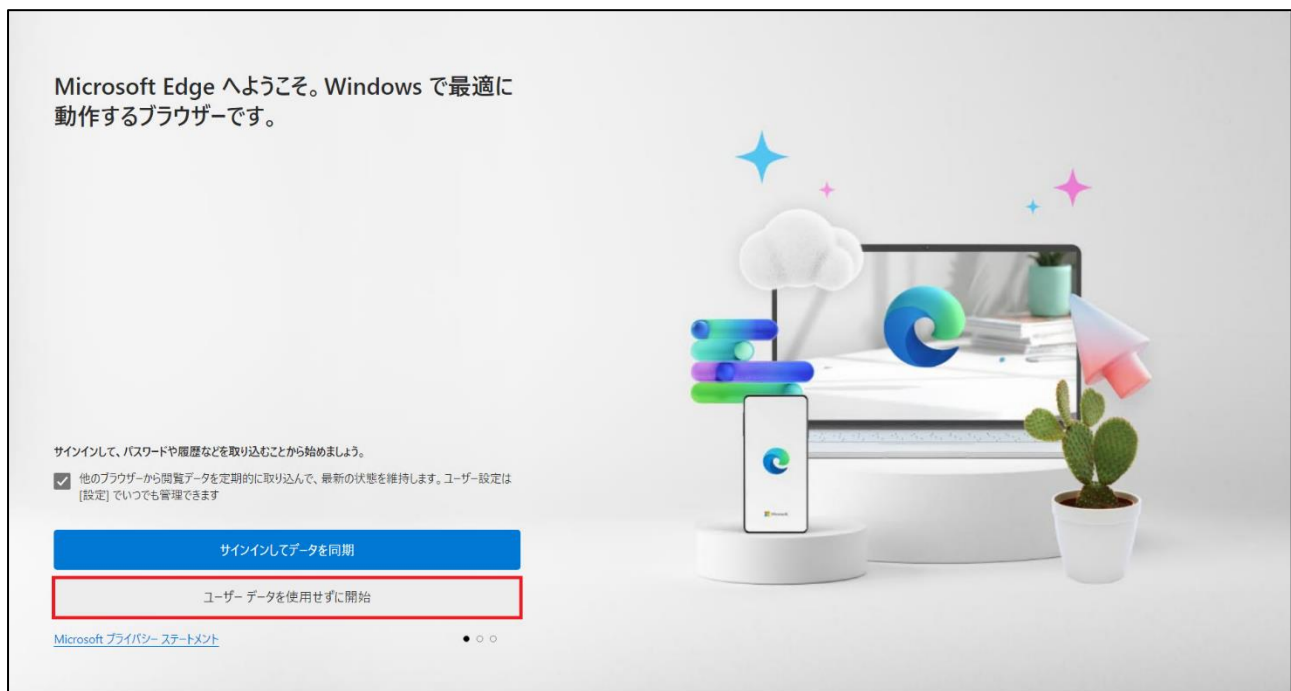 Microsoft Edge へようこそ。Windows で最適に
動作するブラウザーです。
サインインして、パスワードや履歴などを取り込むことから始めましょう。
他のブラウザーから閲覧データを定期的に取り込んで、最新の状態を維持します。ユーザー設定は
[設定] でいつでも管理できます
サインインしてデータを同期
ユーザー データを使用せずに開始
Microsoft プライバシー ステートメント
Microsoft